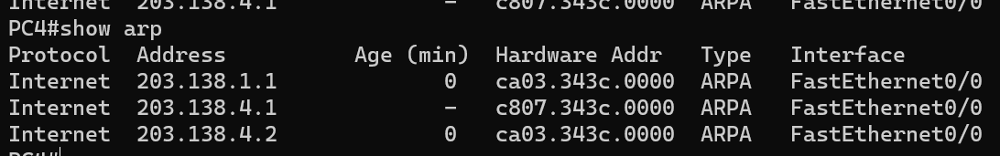 Internet  203.138.4.1             -   c807.343c.0000  ARPA   FastEthernet0/0
PC4#show arp
Protocol  Address          Age (min)  Hardware Addr   Type   Interface
Internet  203.138.1.1             0   ca03.343c.0000  ARPA   FastEthernet0/0
Internet  203.138.4.1             -   c807.343c.0000  ARPA   FastEthernet0/0
Internet  203.138.4.2             0   ca03.343c.0000  ARPA   FastEthernet0/0
PC4#